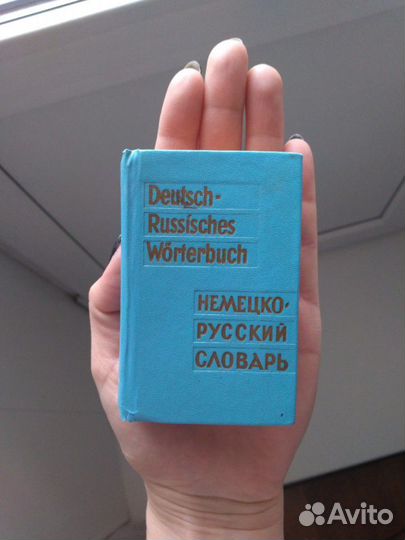 Deutsch-
Russisches
Wörterbuch
НЕМЕЦКО-
РУССКИЙ
СЛОВАРЬ
Avito